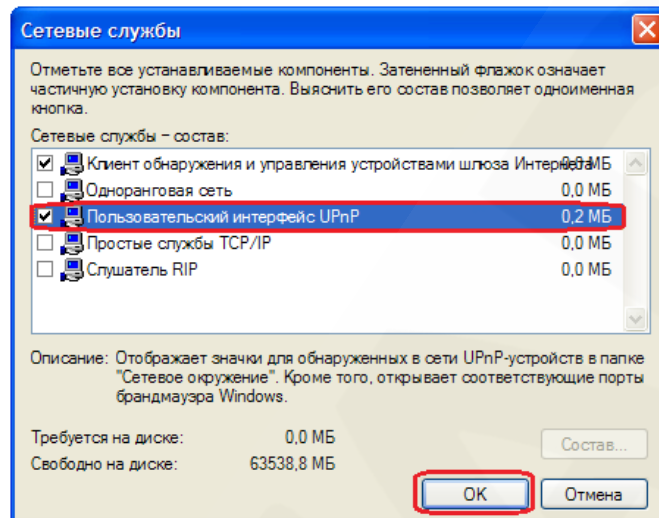 Сетевые службы
Отметьте все устанавливаемые компоненты. Затененный флажок означает
частичную установку компонента. Выяснить его состав позволяет одноименная
кнопка.
Сетевые службы – состав:
Клиент обнаружения и управления устройствами шлюза Интернета 0,0 МБ
Одноранговая сеть 0,0 МБ
Пользовательский интерфейс UPnP 0,2 МБ
Простые службы TCP/IP 0,0 МБ
Слушатель RIP 0,0 МБ
Описание: Отображает значки для обнаруженных в сети UPnP-устройств в папке
"Сетевое окружение". Кроме того, открывает соответствующие порты
брандмауэра Windows.
Требуется на диске: 0,0 МБ
Состав...
Свободно на диске: 63538,8 МБ
OK Отмена